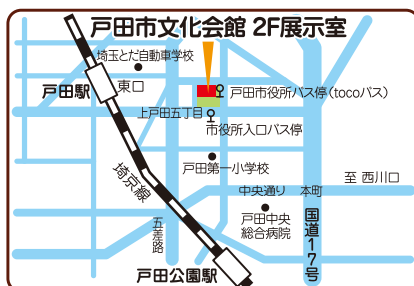 戸田市文化会館 2F展示室
埼玉とだ自動車学校
戸田駅
東口
戸田市役所バス停(tocoバス)
上戸田五丁目
市役所入口バス停
戸田第一小学校
埼京線
至 西川口
中央通り
本町
戸田中央
総合病院
国道17号
五差路
戸田公園駅